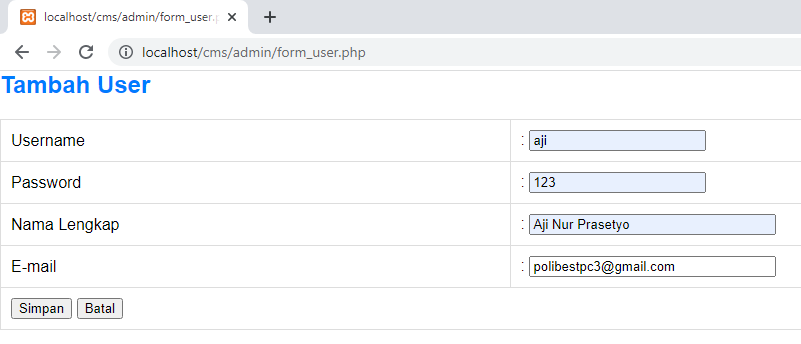 localhost/cms/admin/form_user.p
localhost/cms/admin/form_user.php
Tambah User
Username : aji
Password : 123
Nama Lengkap : Aji Nur Prasetyo
E-mail : polibestpc3@gmail.com
Simpan Batal